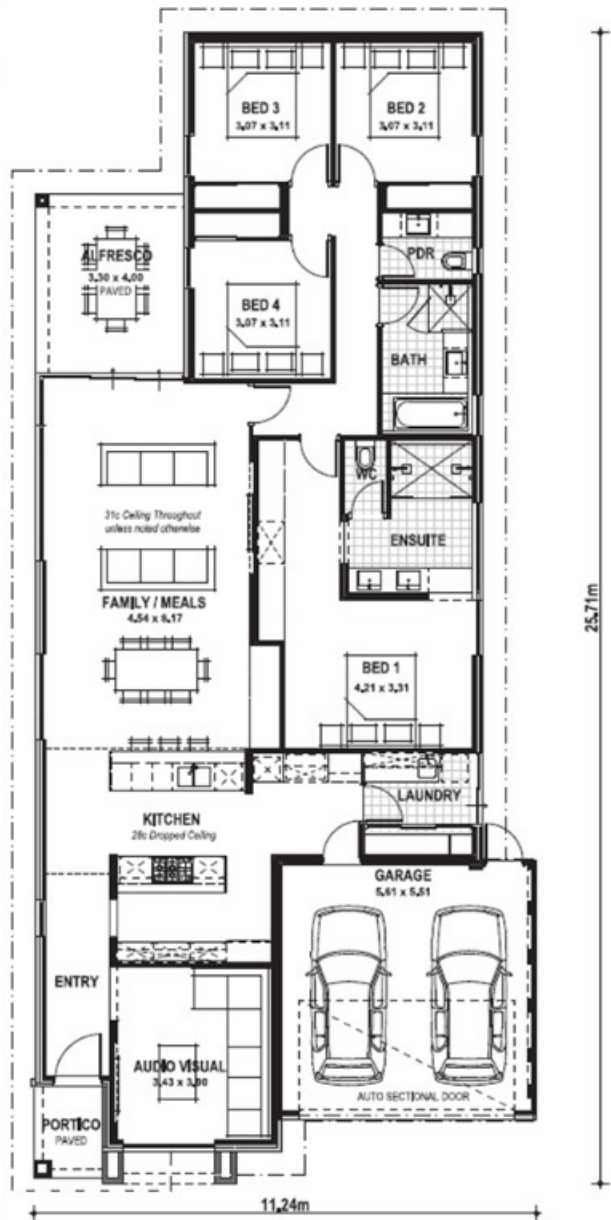 BED 3
3.07 x 3.11
BED 2
3.07 x 3.11
ALFRESCO
3.30 x 4.00
PAVED
PDR
BED 4
3.07 x 3.11
BATH
WC
31c Ceiling Throughout
unless noted otherwise
ENSUITE
FAMILY / MEALS
4.54 x 8.17
BED 1
4.21 x 3.31
25.71m
LAUNDRY
KITCHEN
28c Dropped Ceiling
GARAGE
5.61 x 5.51
ENTRY
AUDIO VISUAL
AUTO SECTIONAL DOOR
PORTICO
PAVED
11.24m